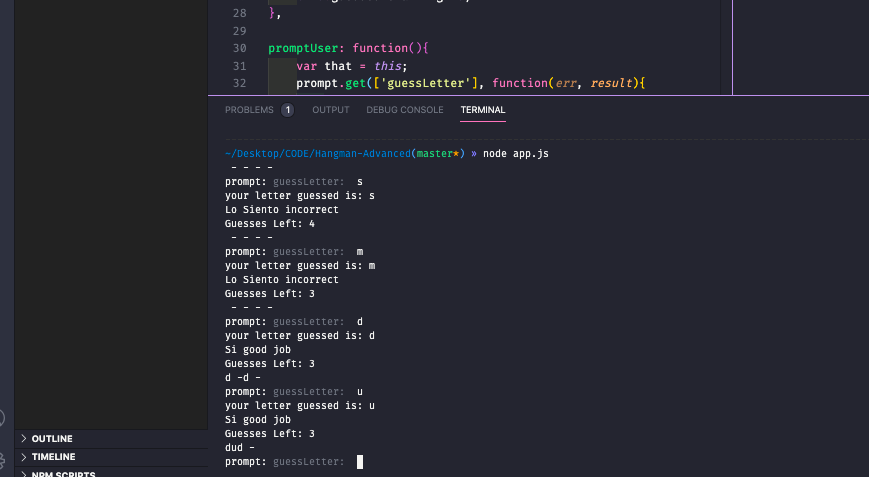 28 },
29
30 promptUser: function(){
31 var that = this;
32 prompt.get(['guessLetter'], function(err, result){
PROBLEMS 1 OUTPUT DEBUG CONSOLE TERMINAL
~/Desktop/CODE/Hangman-Advanced(master*) » node app.js
- - - -
prompt: guessLetter: s
your letter guessed is: s
Lo Siento incorrect
Guesses Left: 4
- - - -
prompt: guessLetter: m
your letter guessed is: m
Lo Siento incorrect
Guesses Left: 3
- - - -
prompt: guessLetter: d
your letter guessed is: d
Si good job
Guesses Left: 3
d -d -
prompt: guessLetter: u
your letter guessed is: u
Si good job
Guesses Left: 3
dud -
prompt: guessLetter:
OUTLINE
TIMELINE
NPM SCRIPTS